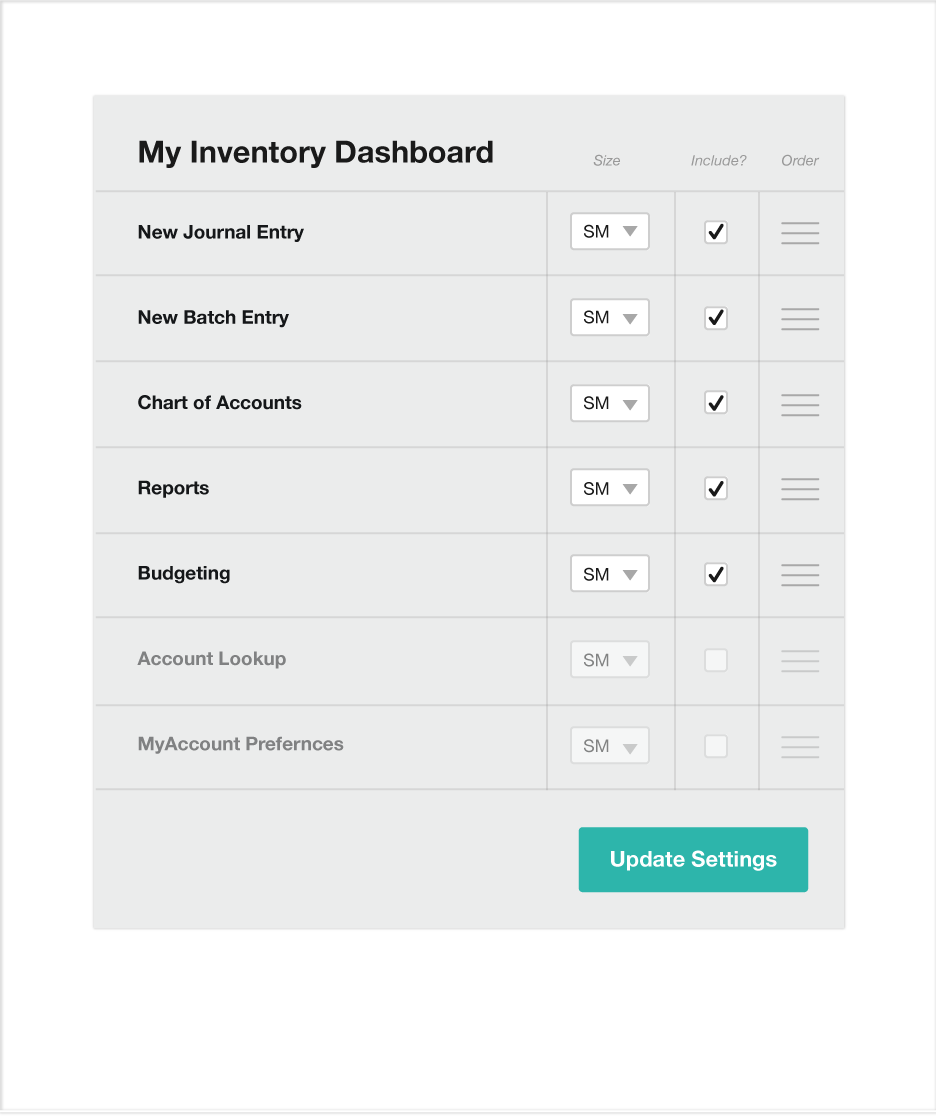 My Inventory Dashboard Size Include? Order
New Journal Entry SM
New Batch Entry SM
Chart of Accounts SM
Reports SM
Budgeting SM
Account Lookup SM
MyAccount Prefernces SM
Update Settings